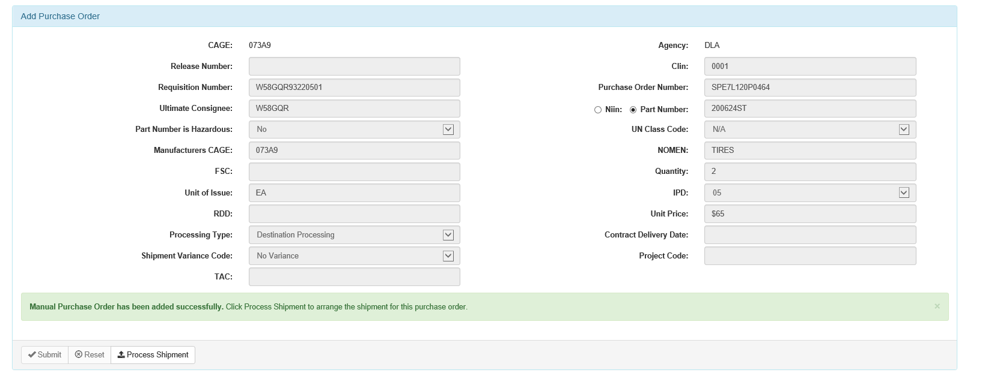 Add Purchase Order
CAGE: 073A9 Agency: DLA
Release Number: Clin: 0001
Requisition Number: W58GQR93220501 Purchase Order Number: SPE7L120P0464
Ultimate Consignee: W58GQR Niin: Part Number: 200624ST
Part Number is Hazardous: No UN Class Code: N/A
Manufacturers CAGE: 073A9 NOMEN: TIRES
FSC: Quantity: 2
Unit of Issue: EA IPD: 05
RDD: Unit Price: $65
Processing Type: Destination Processing Contract Delivery Date:
Shipment Variance Code: No Variance Project Code:
TAC:
Manual Purchase Order has been added successfully. Click Process Shipment to arrange the shipment for this purchase order. ×
Submit Reset Process Shipment